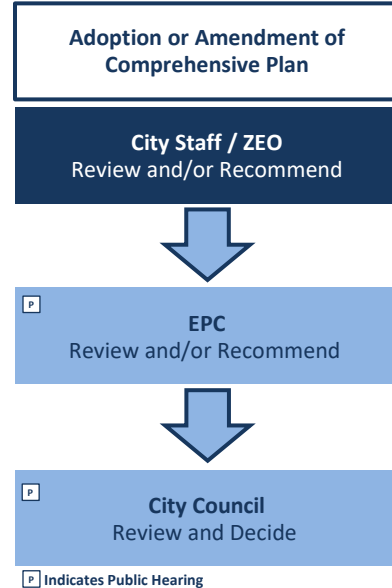 Adoption or Amendment of
Comprehensive Plan
City Staff / ZEO
Review and/or Recommend
P
EPC
Review and/or Recommend
P
City Council
Review and Decide
P Indicates Public Hearing